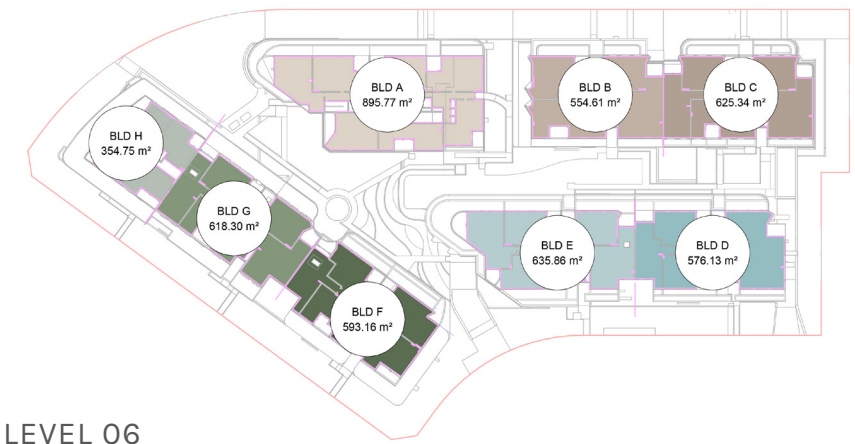 BLD A
895.77 m²
BLD B
554.61 m²
BLD C
625.34 m²
BLD H
354.75 m²
BLD G
618.30 m²
BLD E
635.86 m²
BLD D
576.13 m²
BLD F
593.16 m²
LEVEL 06